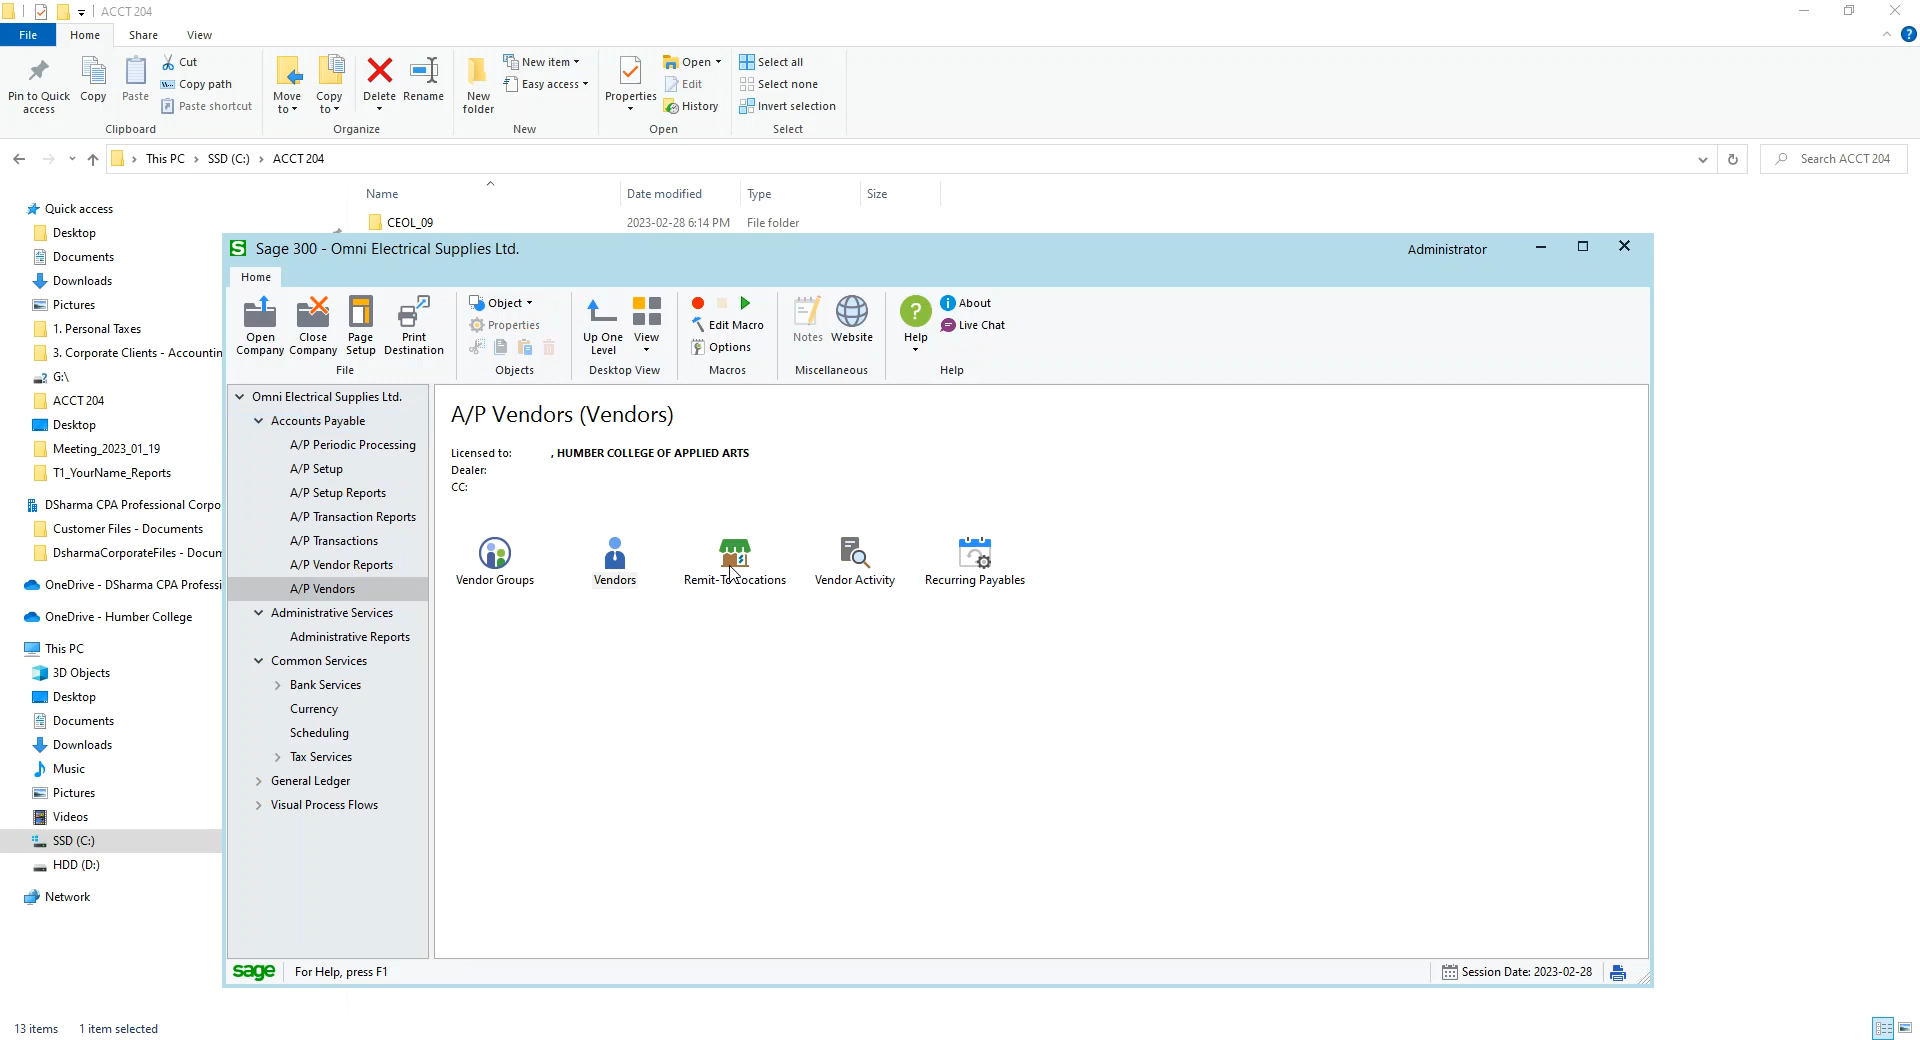 ACCT 204
File Home Share View
Pin to Quick access
Copy
Paste
Cut
Copy path
Paste shortcut
Clipboard
Move to
Copy to
Delete
Rename
Organize
New folder
New item
Easy access
New
Properties
Open
Edit
History
Open
Select all
Select none
Invert selection
Select
This PC SSD (C:) ACCT 204
Search ACCT 204
Name Date modified Type Size
CEOL_09 2023-02-28 6:14 PM File folder
Quick access
Desktop
Documents
Downloads
Pictures
1. Personal Taxes
3. Corporate Clients - Accountin
G:\
ACCT 204
Desktop
Meeting_2023_01_19
T1_YourName_Reports
DSharma CPA Professional Corpo
Customer Files - Documents
DsharmaCorporateFiles - Docum
OneDrive - DSharma CPA Professi
OneDrive - Humber College
This PC
3D Objects
Desktop
Documents
Downloads
Music
Pictures
Videos
SSD (C:)
HDD (D:)
Network
13 items 1 item selected
Sage 300 - Omni Electrical Supplies Ltd.
Administrator
Home
Open Company
Close Company
Page Setup
Print Destination
File
Object
Properties
Objects
Up One Level
View
Desktop View
Edit Macro
Options
Macros
Notes
Website
Miscellaneous
Help
About
Live Chat
Help
Omni Electrical Supplies Ltd.
Accounts Payable
A/P Periodic Processing
A/P Setup
A/P Setup Reports
A/P Transaction Reports
A/P Transactions
A/P Vendor Reports
A/P Vendors
Administrative Services
Administrative Reports
Common Services
Bank Services
Currency
Scheduling
Tax Services
General Ledger
Visual Process Flows
A/P Vendors (Vendors)
Licensed to: , HUMBER COLLEGE OF APPLIED ARTS
Dealer:
CC:
Vendor Groups
Vendors
Remit-To Locations
Vendor Activity
Recurring Payables
sage
For Help, press F1
Session Date: 2023-02-28